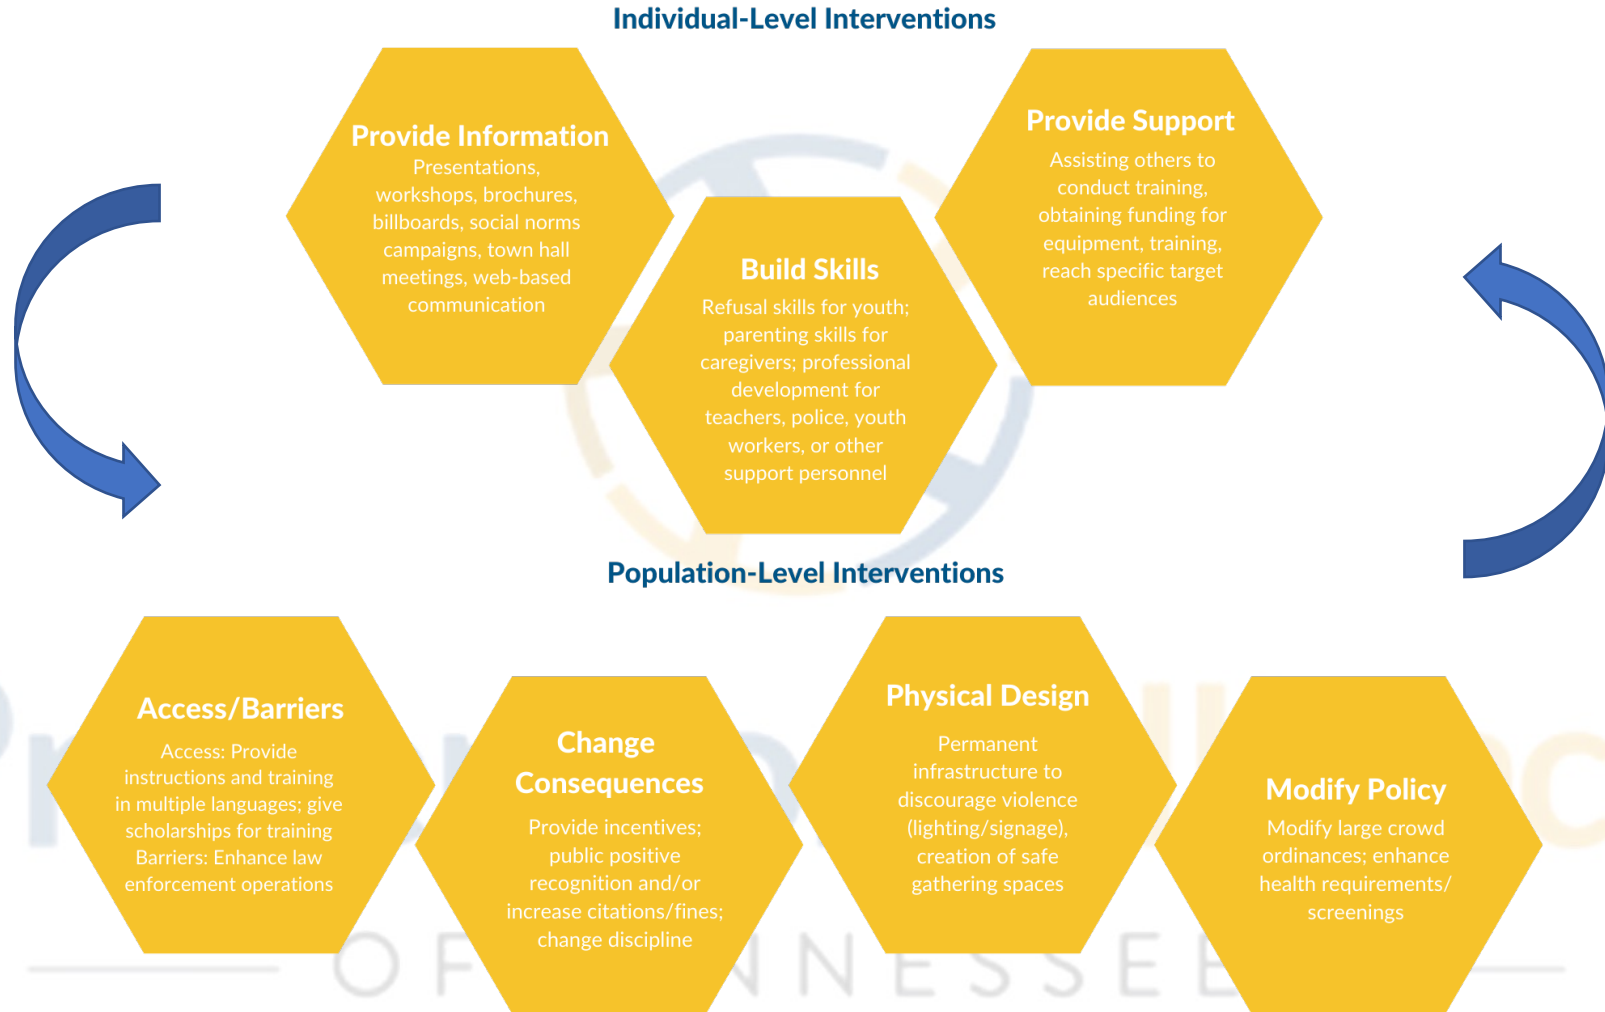 Individual-Level Interventions
Provide Information
Presentations,
workshops, brochures,
billboards, social norms
campaigns, town hall
meetings, web-based
communication
Build Skills
Refusal skills for youth;
parenting skills for
caregivers; professional
development for
teachers, police, youth
workers, or other
support personnel
Provide Support
Assisting others to
conduct training,
obtaining funding for
equipment, training,
reach specific target
audiences
Population-Level Interventions
Access/Barriers
Access: Provide
instructions and training
in multiple languages; give
scholarships for training
Barriers: Enhance law
enforcement operations
Change
Consequences
Provide incentives;
public positive
recognition and/or
increase citations/fines;
change discipline
Physical Design
Permanent
infrastructure to
discourage violence
(lighting/signage),
creation of safe
gathering spaces
Modify Policy
Modify large crowd
ordinances; enhance
health requirements/
screenings